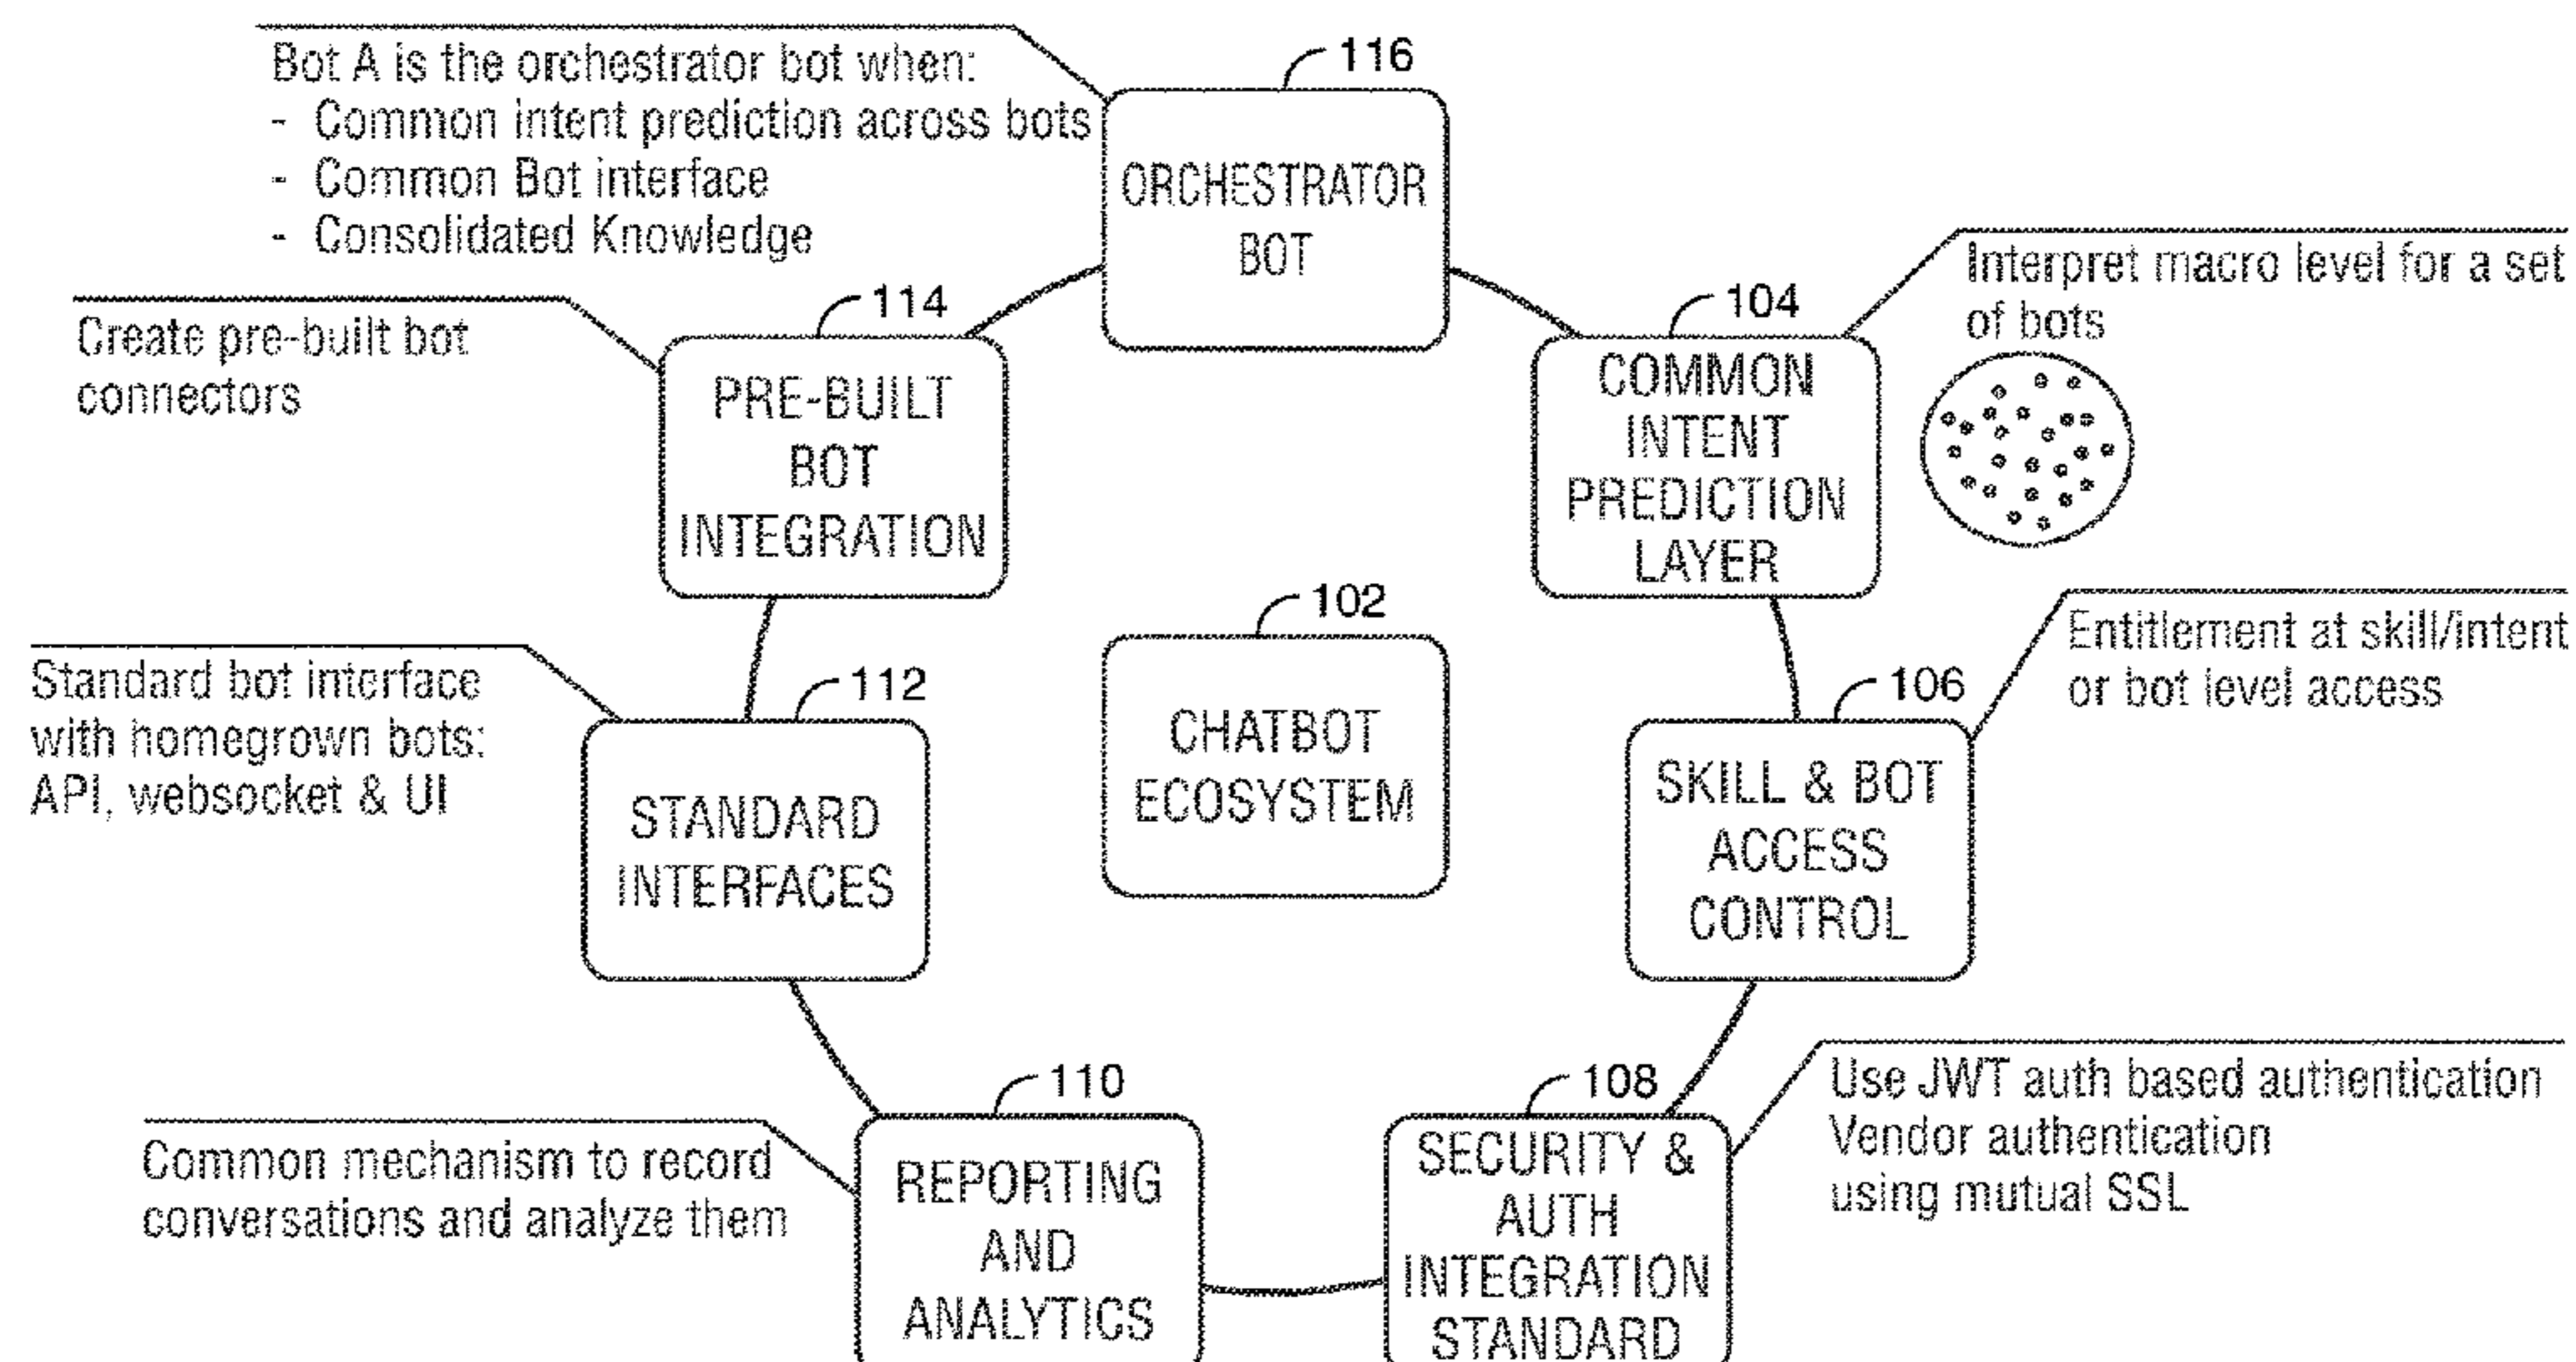 Bot A is the orchestrator bot when:
- Common intent prediction across bots
- Common Bot interface
- Consolidated Knowledge
116
ORCHESTRATOR
BOT
Interpret macro level for a set
of bots
104
COMMON
INTENT
PREDICTION
LAYER
Create pre-built bot
connectors
114
PRE-BUILT
BOT
INTEGRATION
102
CHATBOT
ECOSYSTEM
Entitlement at skill/intent
or bot level access
106
SKILL & BOT
ACCESS
CONTROL
Standard bot interface
with homegrown bots:
API, websocket & UI
112
STANDARD
INTERFACES
Use JWT auth based authentication
Vendor authentication
using mutual SSL
108
SECURITY &
AUTH
INTEGRATION
STANDARD
Common mechanism to record
conversations and analyze them
110
REPORTING
AND
ANALYTICS